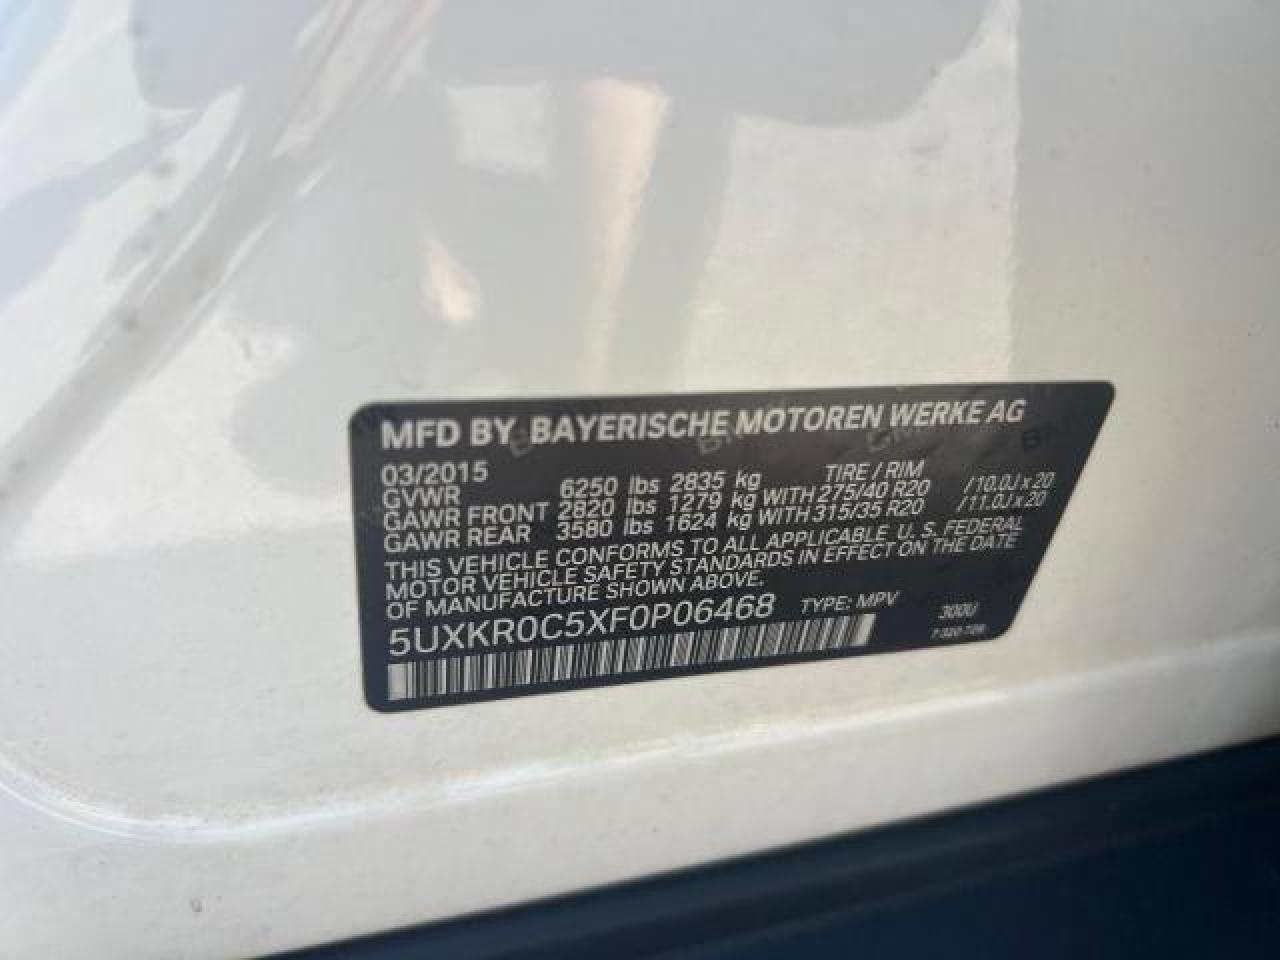 MFD BY BAYERISCHE MOTOREN WERKE AG
03/2015 TIRE / RIM
GVWR 6250 lbs 2835 kg
GAWR FRONT 2820 lbs 1279 kg WITH 275/40 R20 /10.0J x 20
GAWR REAR 3580 lbs 1624 kg WITH 315/35 R20 /11.0J x 20
THIS VEHICLE CONFORMS TO ALL APPLICABLE U. S. FEDERAL
MOTOR VEHICLE SAFETY STANDARDS IN EFFECT ON THE DATE
OF MANUFACTURE SHOWN ABOVE.
5UXKR0C5XF0P06468 TYPE: MPV 300U